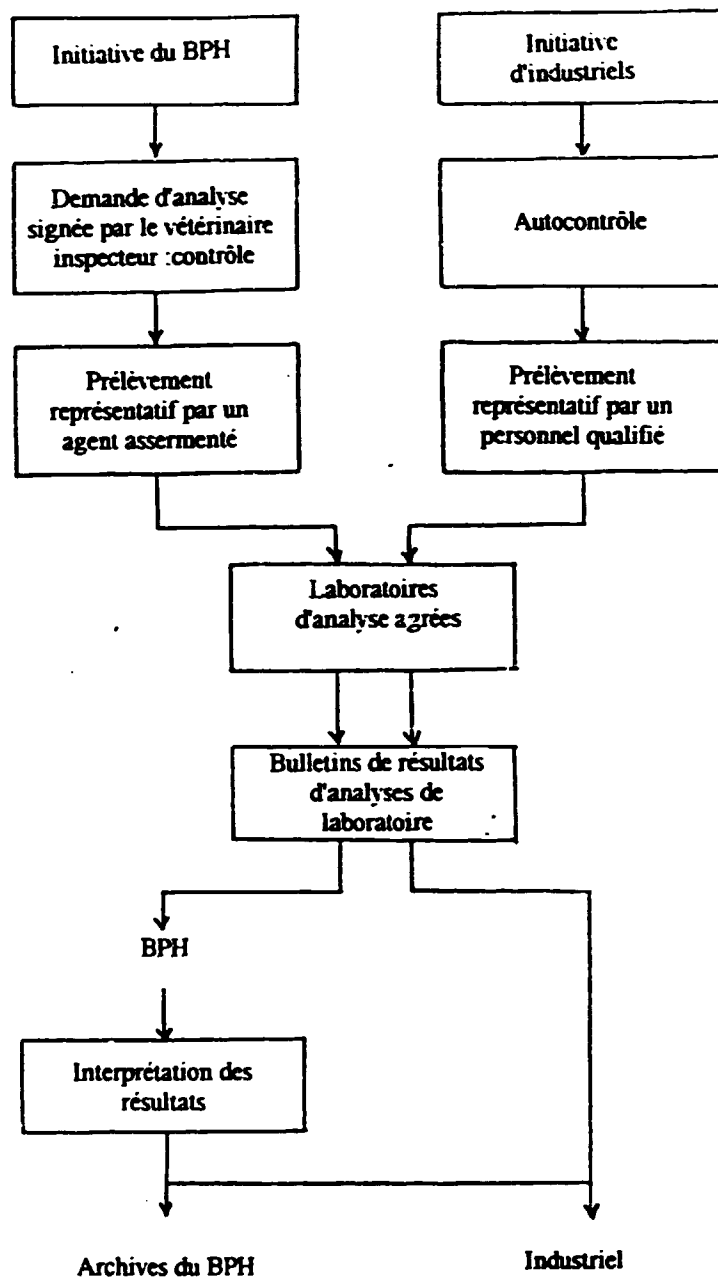 Initiative du BPH
Initiative
d'industriels
Demande d'analyse
signée par le vétérinaire
inspecteur :contrôle
Autocontrôle
Prélèvement
représentatif par un
agent assermenté
Prélèvement
représentatif par un
personnel qualifié
Laboratoires
d'analyse agrées
Bulletins de résultats
d'analyses de
laboratoire
BPH
Interprétation des
résultats
Archives du BPH
Industriel